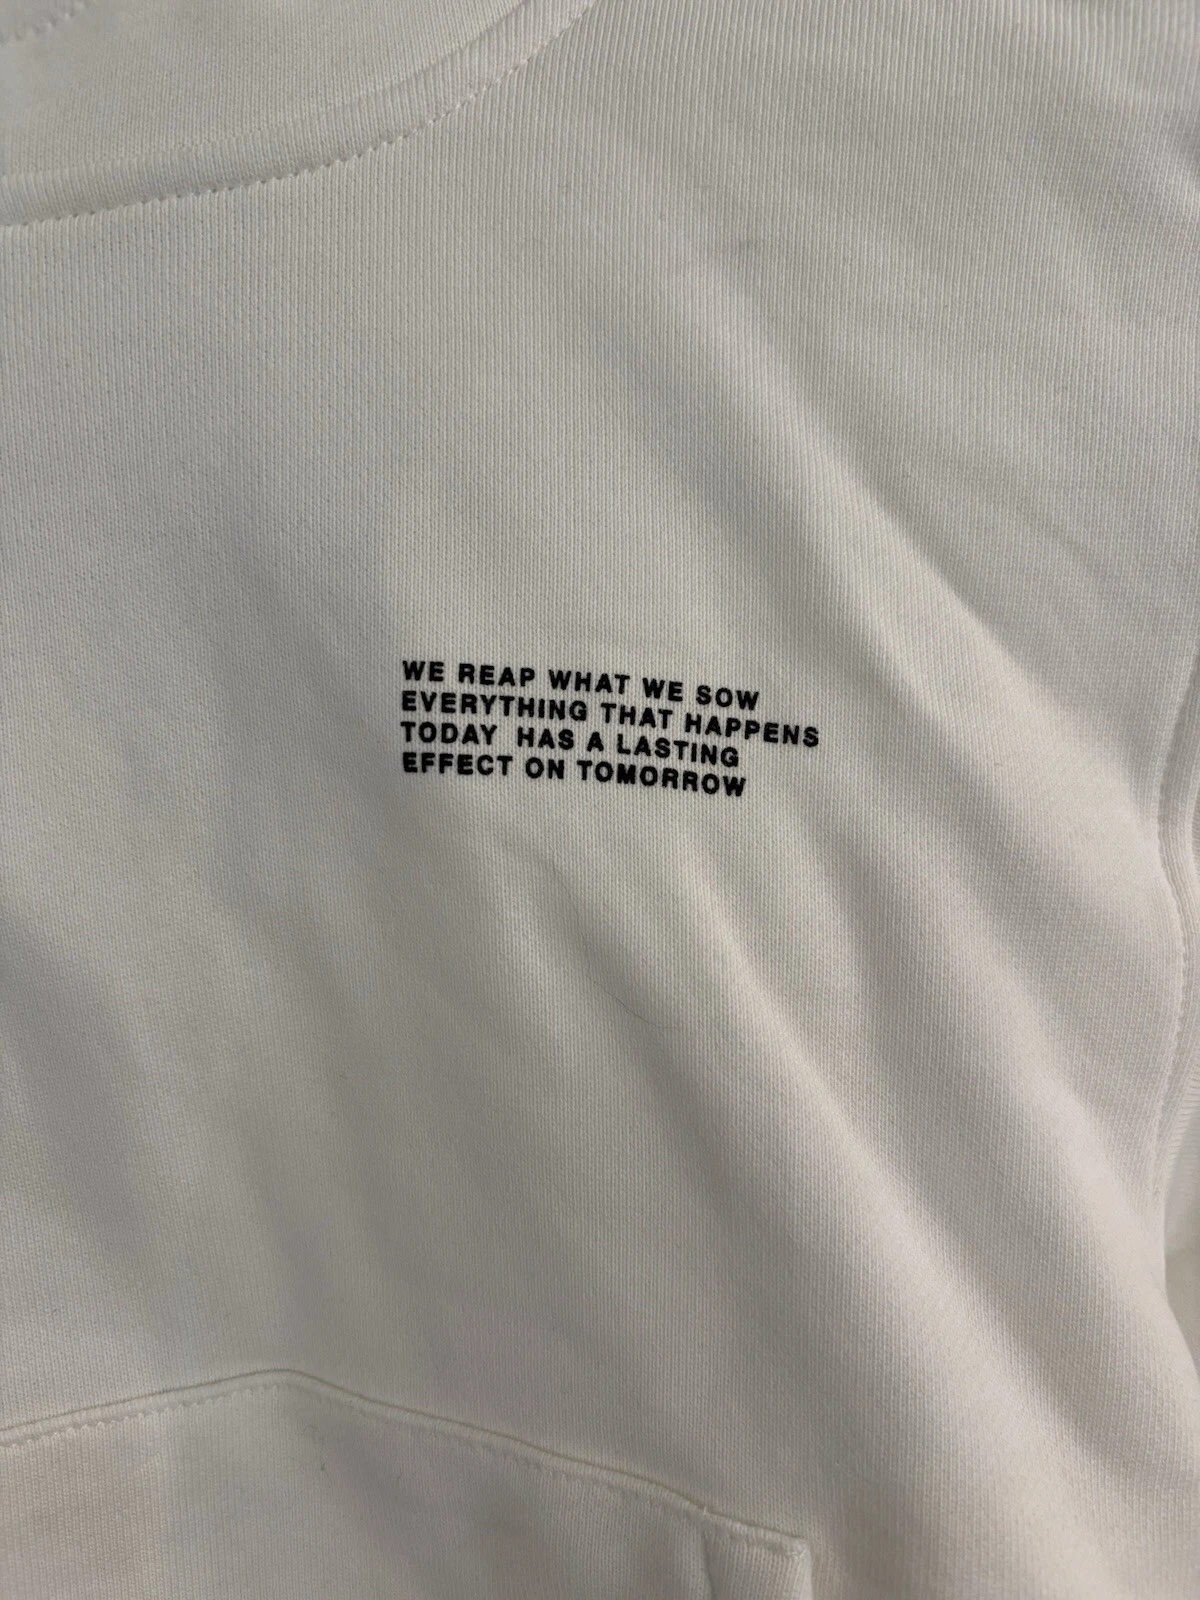 WE REAP WHAT WE SOW
EVERYTHING THAT HAPPENS
TODAY HAS A LASTING
EFFECT ON TOMORROW